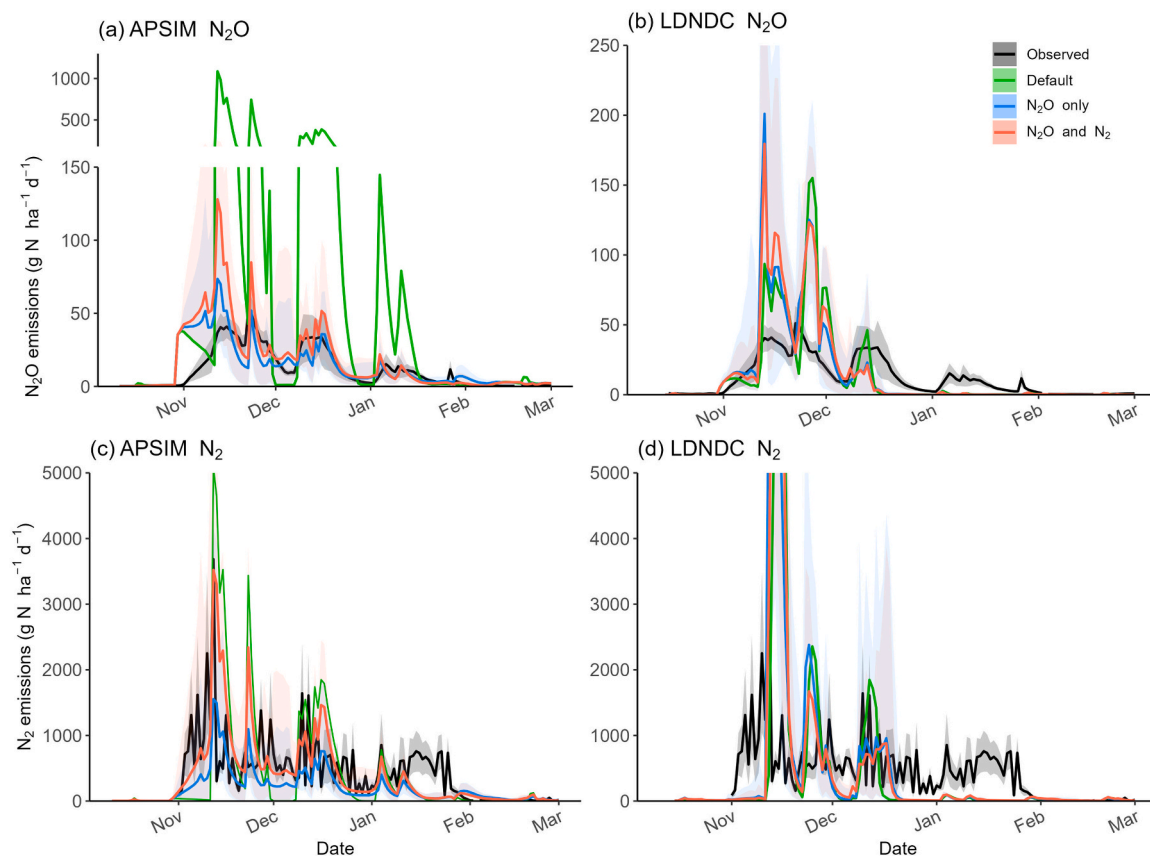 (a) APSIM N₂O
(b) LDNDC N₂O
N₂O emissions (g N ha⁻¹ d⁻¹)
1000
500
150
100
50
0
Nov
Dec
Jan
Feb
Mar
250
200
150
100
50
0
Nov
Dec
Jan
Feb
Mar
Observed
Default
N₂O only
N₂O and N₂
(c) APSIM N₂
(d) LDNDC N₂
N₂ emissions (g N ha⁻¹ d⁻¹)
5000
4000
3000
2000
1000
0
Nov
Dec
Jan
Feb
Mar
Date
5000
4000
3000
2000
1000
0
Nov
Dec
Jan
Feb
Mar
Date